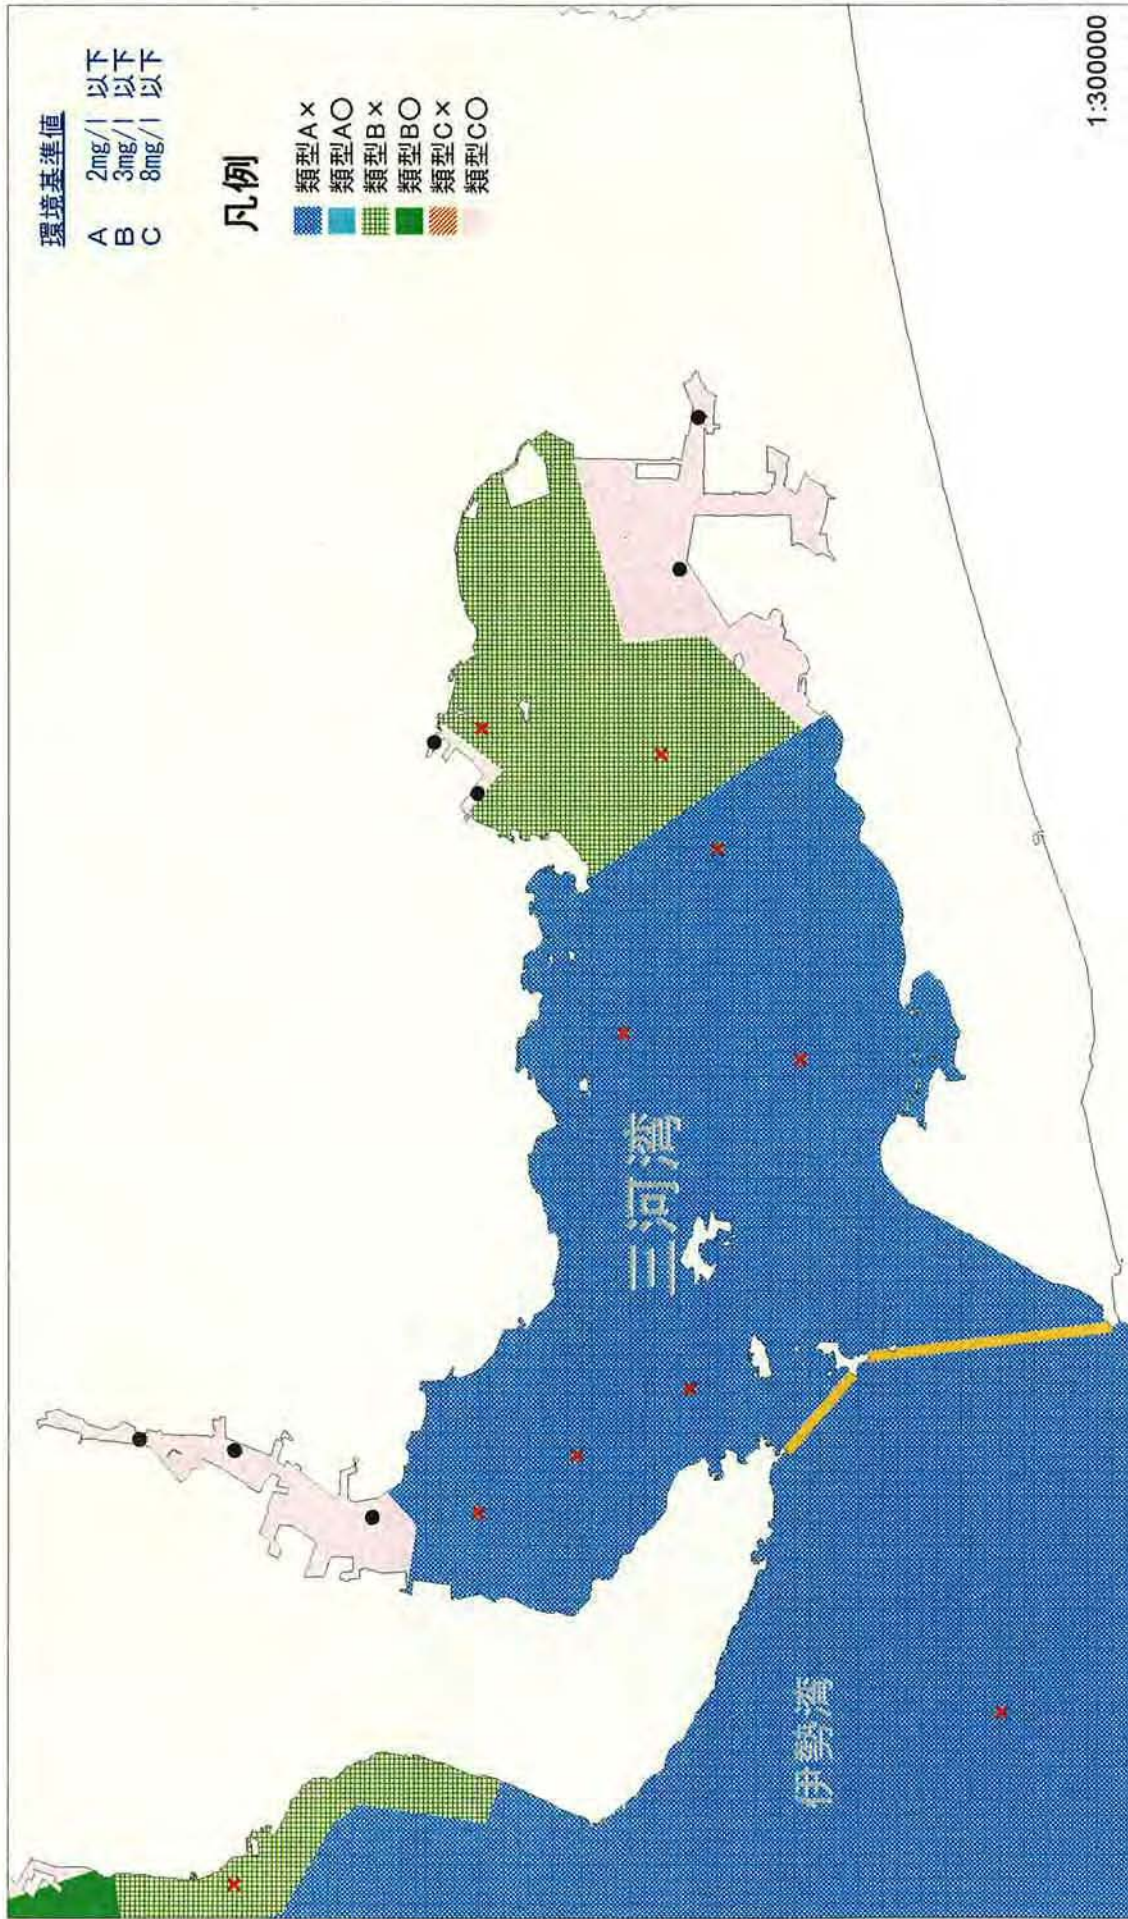 環境基準値
A 2mg/l 以下
B 3mg/l 以下
C 8mg/l 以下
凡例
類型A×
類型A○
類型B×
類型B○
類型C×
類型C○
三河湾
伊勢湾
1:300000